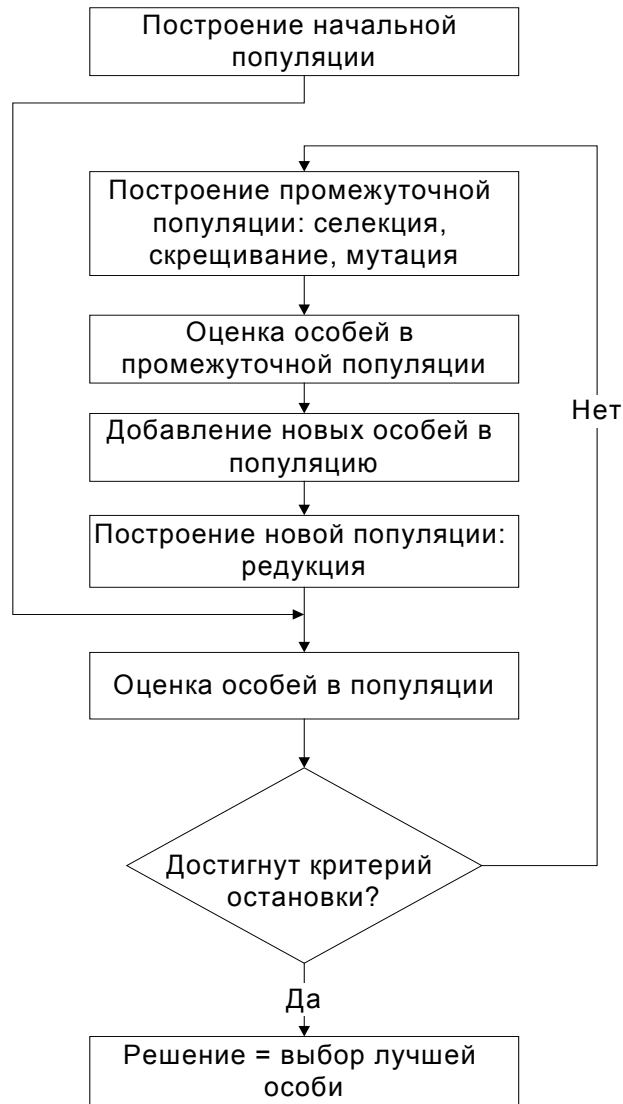 Построение начальной
популяции
Построение промежуточной
популяции: селекция,
скрещивание, мутация
Оценка особей в
промежуточной популяции
Нет
Добавление новых особей в
популяцию
Построение новой популяции:
редукция
Оценка особей в популяции
Достигнут критерий
остановки?
Да
Решение = выбор лучшей
особи